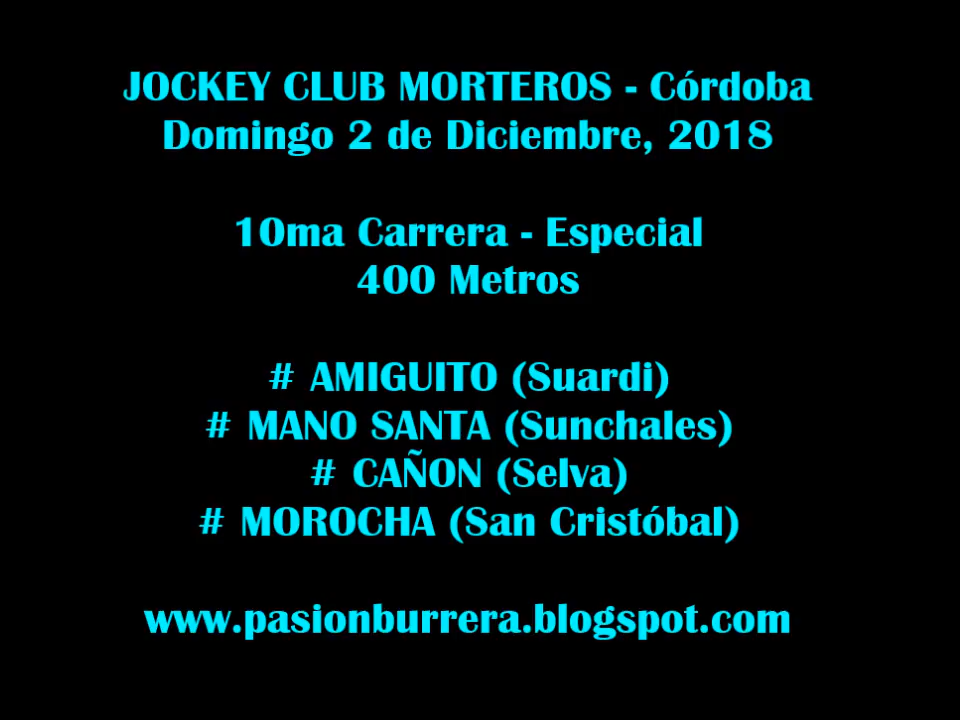 JOCKEY CLUB MORTEROS - Córdoba
Domingo 2 de Diciembre, 2018
10ma Carrera - Especial
400 Metros
# AMIGUITO (Suardi)
# MANO SANTA (Sunchales)
# CAÑON (Selva)
# MOROCHA (San Cristóbal)
www.pasionburrera.blogspot.com